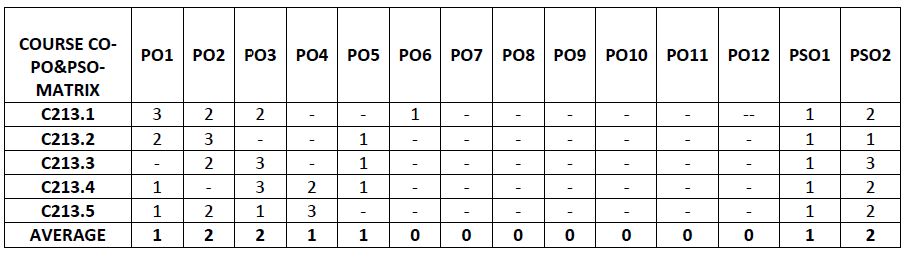 COURSE CO-PO&PSO-MATRIX PO1 PO2 PO3 PO4 PO5 PO6 PO7 PO8 PO9 PO10 PO11 PO12 PSO1 PSO2
C213.1 3 2 2 - - 1 - - - - - -- 1 2
C213.2 2 3 - - 1 - - - - - - - 1 1
C213.3 - 2 3 - 1 - - - - - - - 1 3
C213.4 1 - 3 2 1 - - - - - - - 1 2
C213.5 1 2 1 3 - - - - - - - - 1 2
AVERAGE 1 2 2 1 1 0 0 0 0 0 0 0 1 2